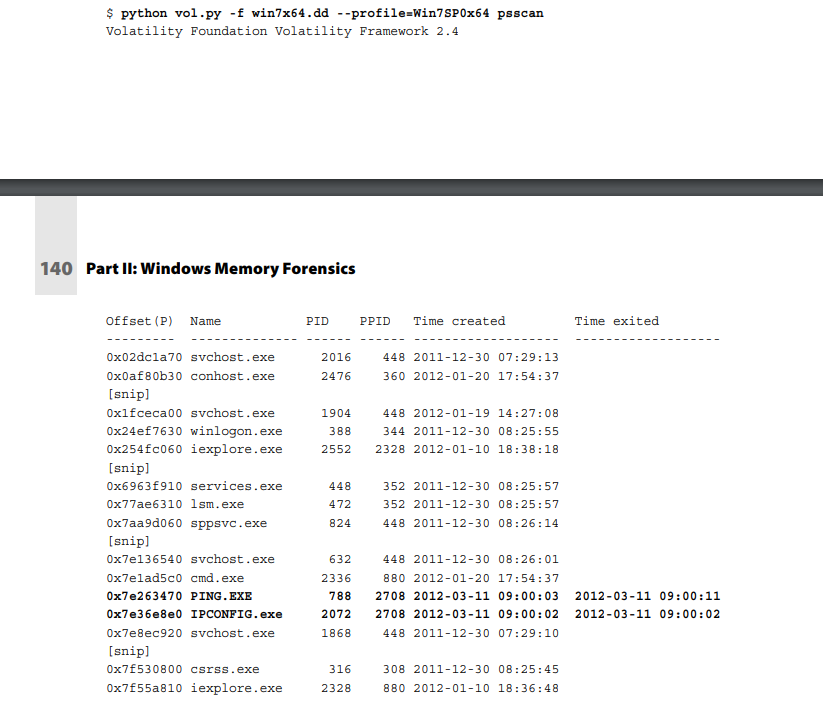 $ python vol.py -f win7x64.dd --profile=Win7SP0x64 psscan
Volatility Foundation Volatility Framework 2.4
140 Part II: Windows Memory Forensics
Offset(P) Name PID PPID Time created Time exited
---------- -------------- ------ ------ -------------------- --------------------
0x02dc1a70 svchost.exe 2016 448 2011-12-30 07:29:13
0x0af80b30 conhost.exe 2476 360 2012-01-20 17:54:37
[snip]
0x1fceca00 svchost.exe 1904 448 2012-01-19 14:27:08
0x24ef7630 winlogon.exe 388 344 2011-12-30 08:25:55
0x254fc060 iexplore.exe 2552 2328 2012-01-10 18:38:18
[snip]
0x6963f910 services.exe 448 352 2011-12-30 08:25:57
0x77ae6310 lsm.exe 472 352 2011-12-30 08:25:57
0x7aa9d060 sppsvc.exe 824 448 2011-12-30 08:26:14
[snip]
0x7e136540 svchost.exe 632 448 2011-12-30 08:26:01
0x7e1ad5c0 cmd.exe 2336 880 2012-01-20 17:54:37
0x7e263470 PING.EXE 788 2708 2012-03-11 09:00:03 2012-03-11 09:00:11
0x7e36e8e0 IPCONFIG.exe 2072 2708 2012-03-11 09:00:02 2012-03-11 09:00:02
0x7e8ec920 svchost.exe 1868 448 2011-12-30 07:29:10
[snip]
0x7f530800 csrss.exe 316 308 2011-12-30 08:25:45
0x7f55a810 iexplore.exe 2328 880 2012-01-10 18:36:48